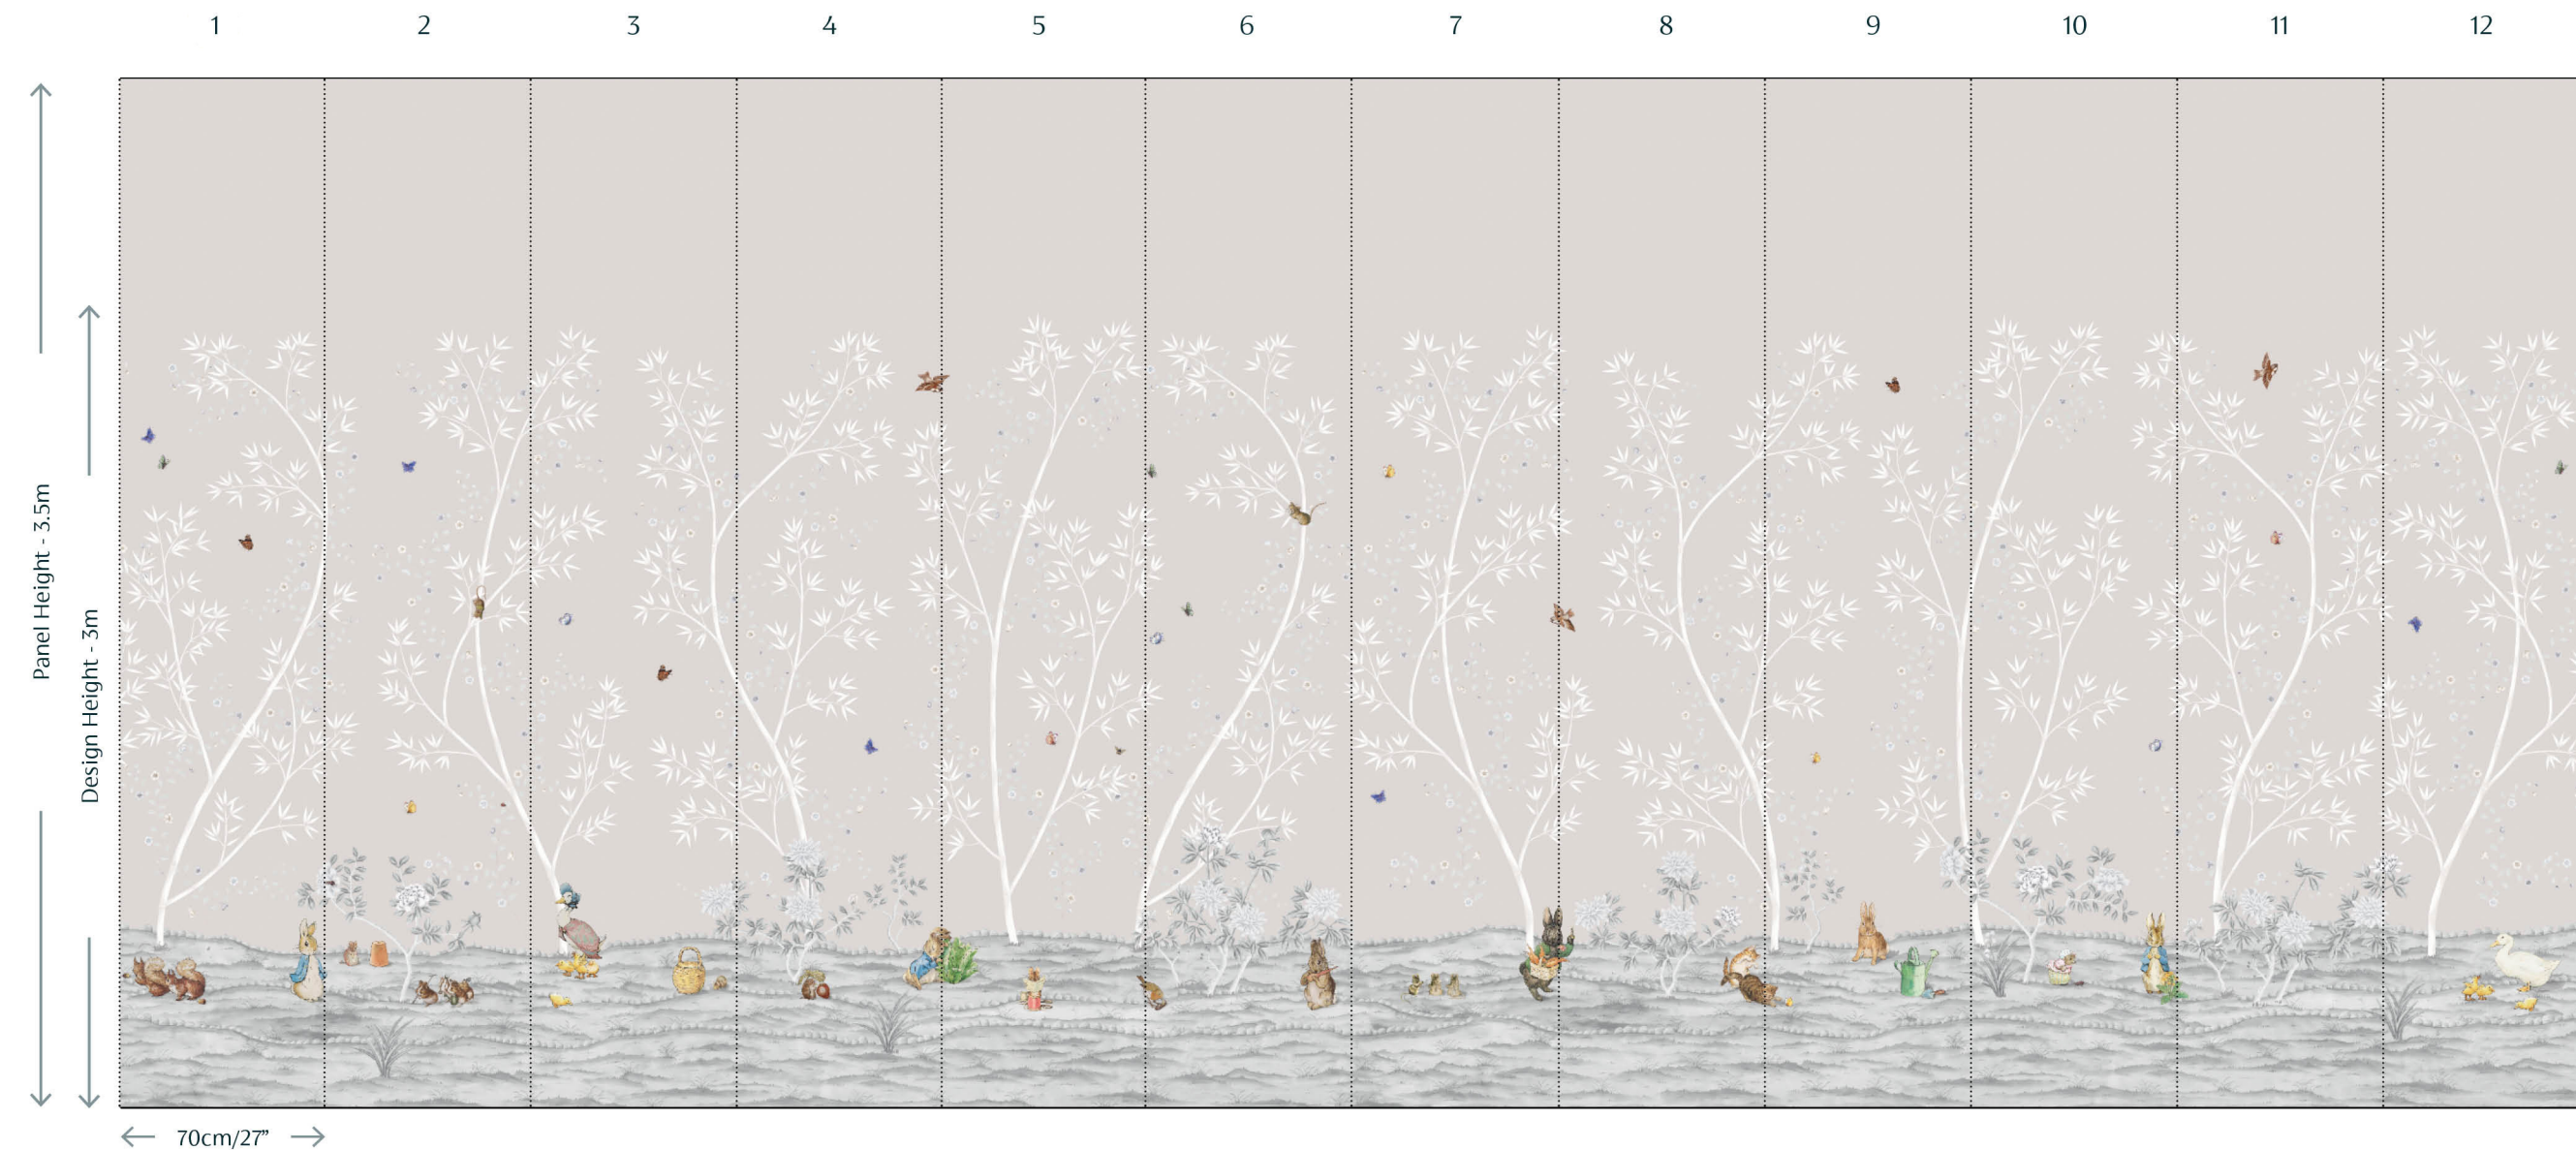 1 2 3 4 5 6 7 8 9 10 11 12
Panel Height - 3.5m
Design Height - 3m
70cm/27”